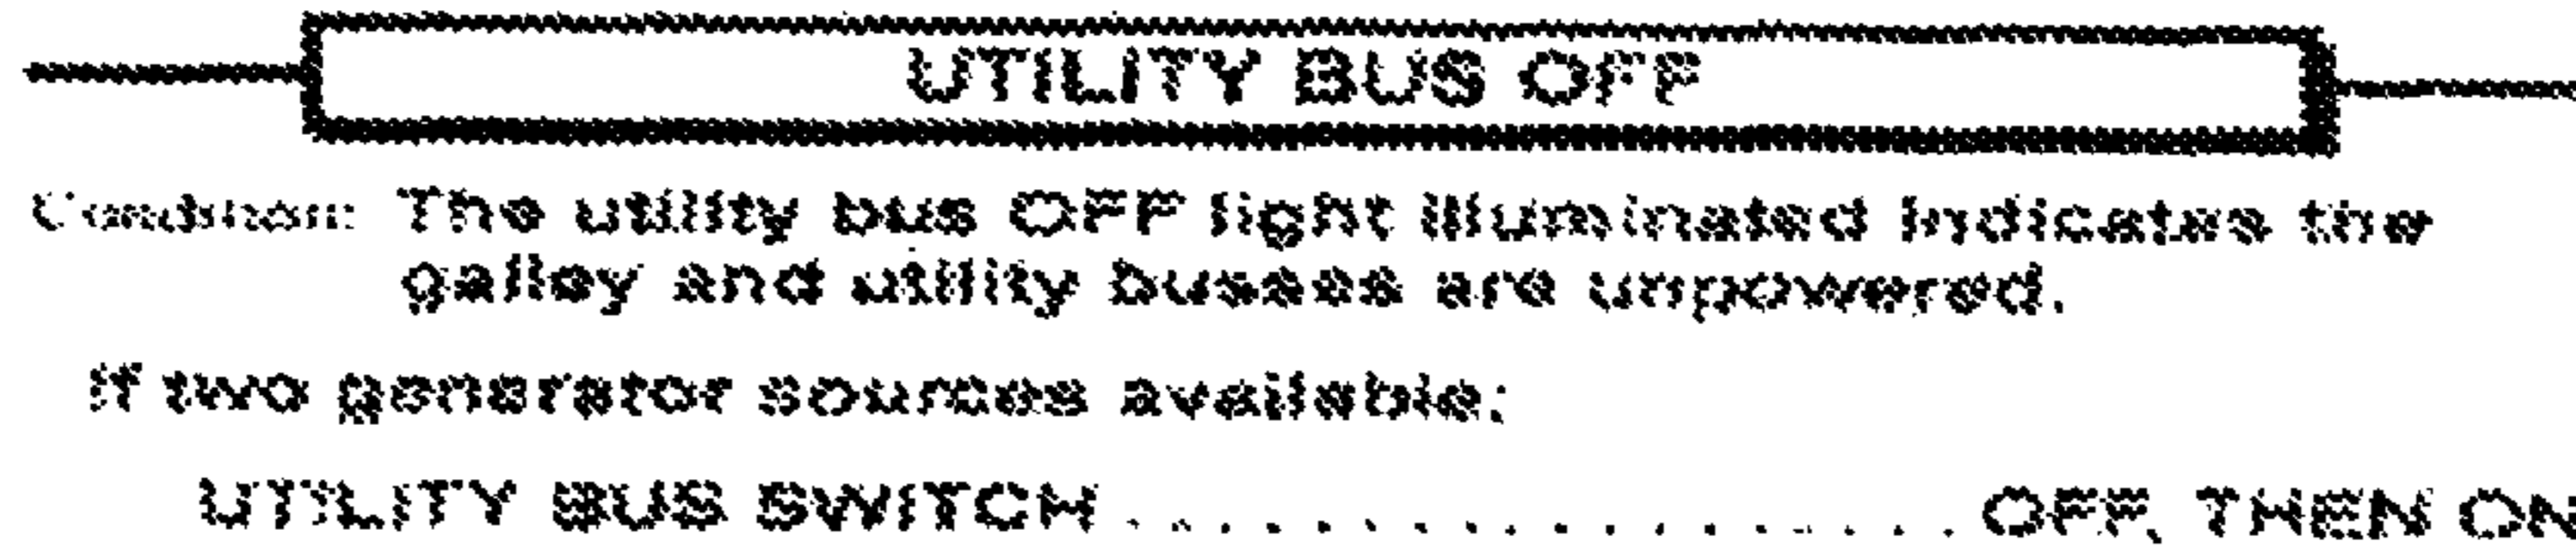 UTILITY BUS OFF
Condition: The utility bus OFF light illuminated indicates the
galley and utility busses are unpowered.
If two generator sources available:
UTILITY BUS SWITCH . . . . . . . . . . . . . . . . . . OFF, THEN ON